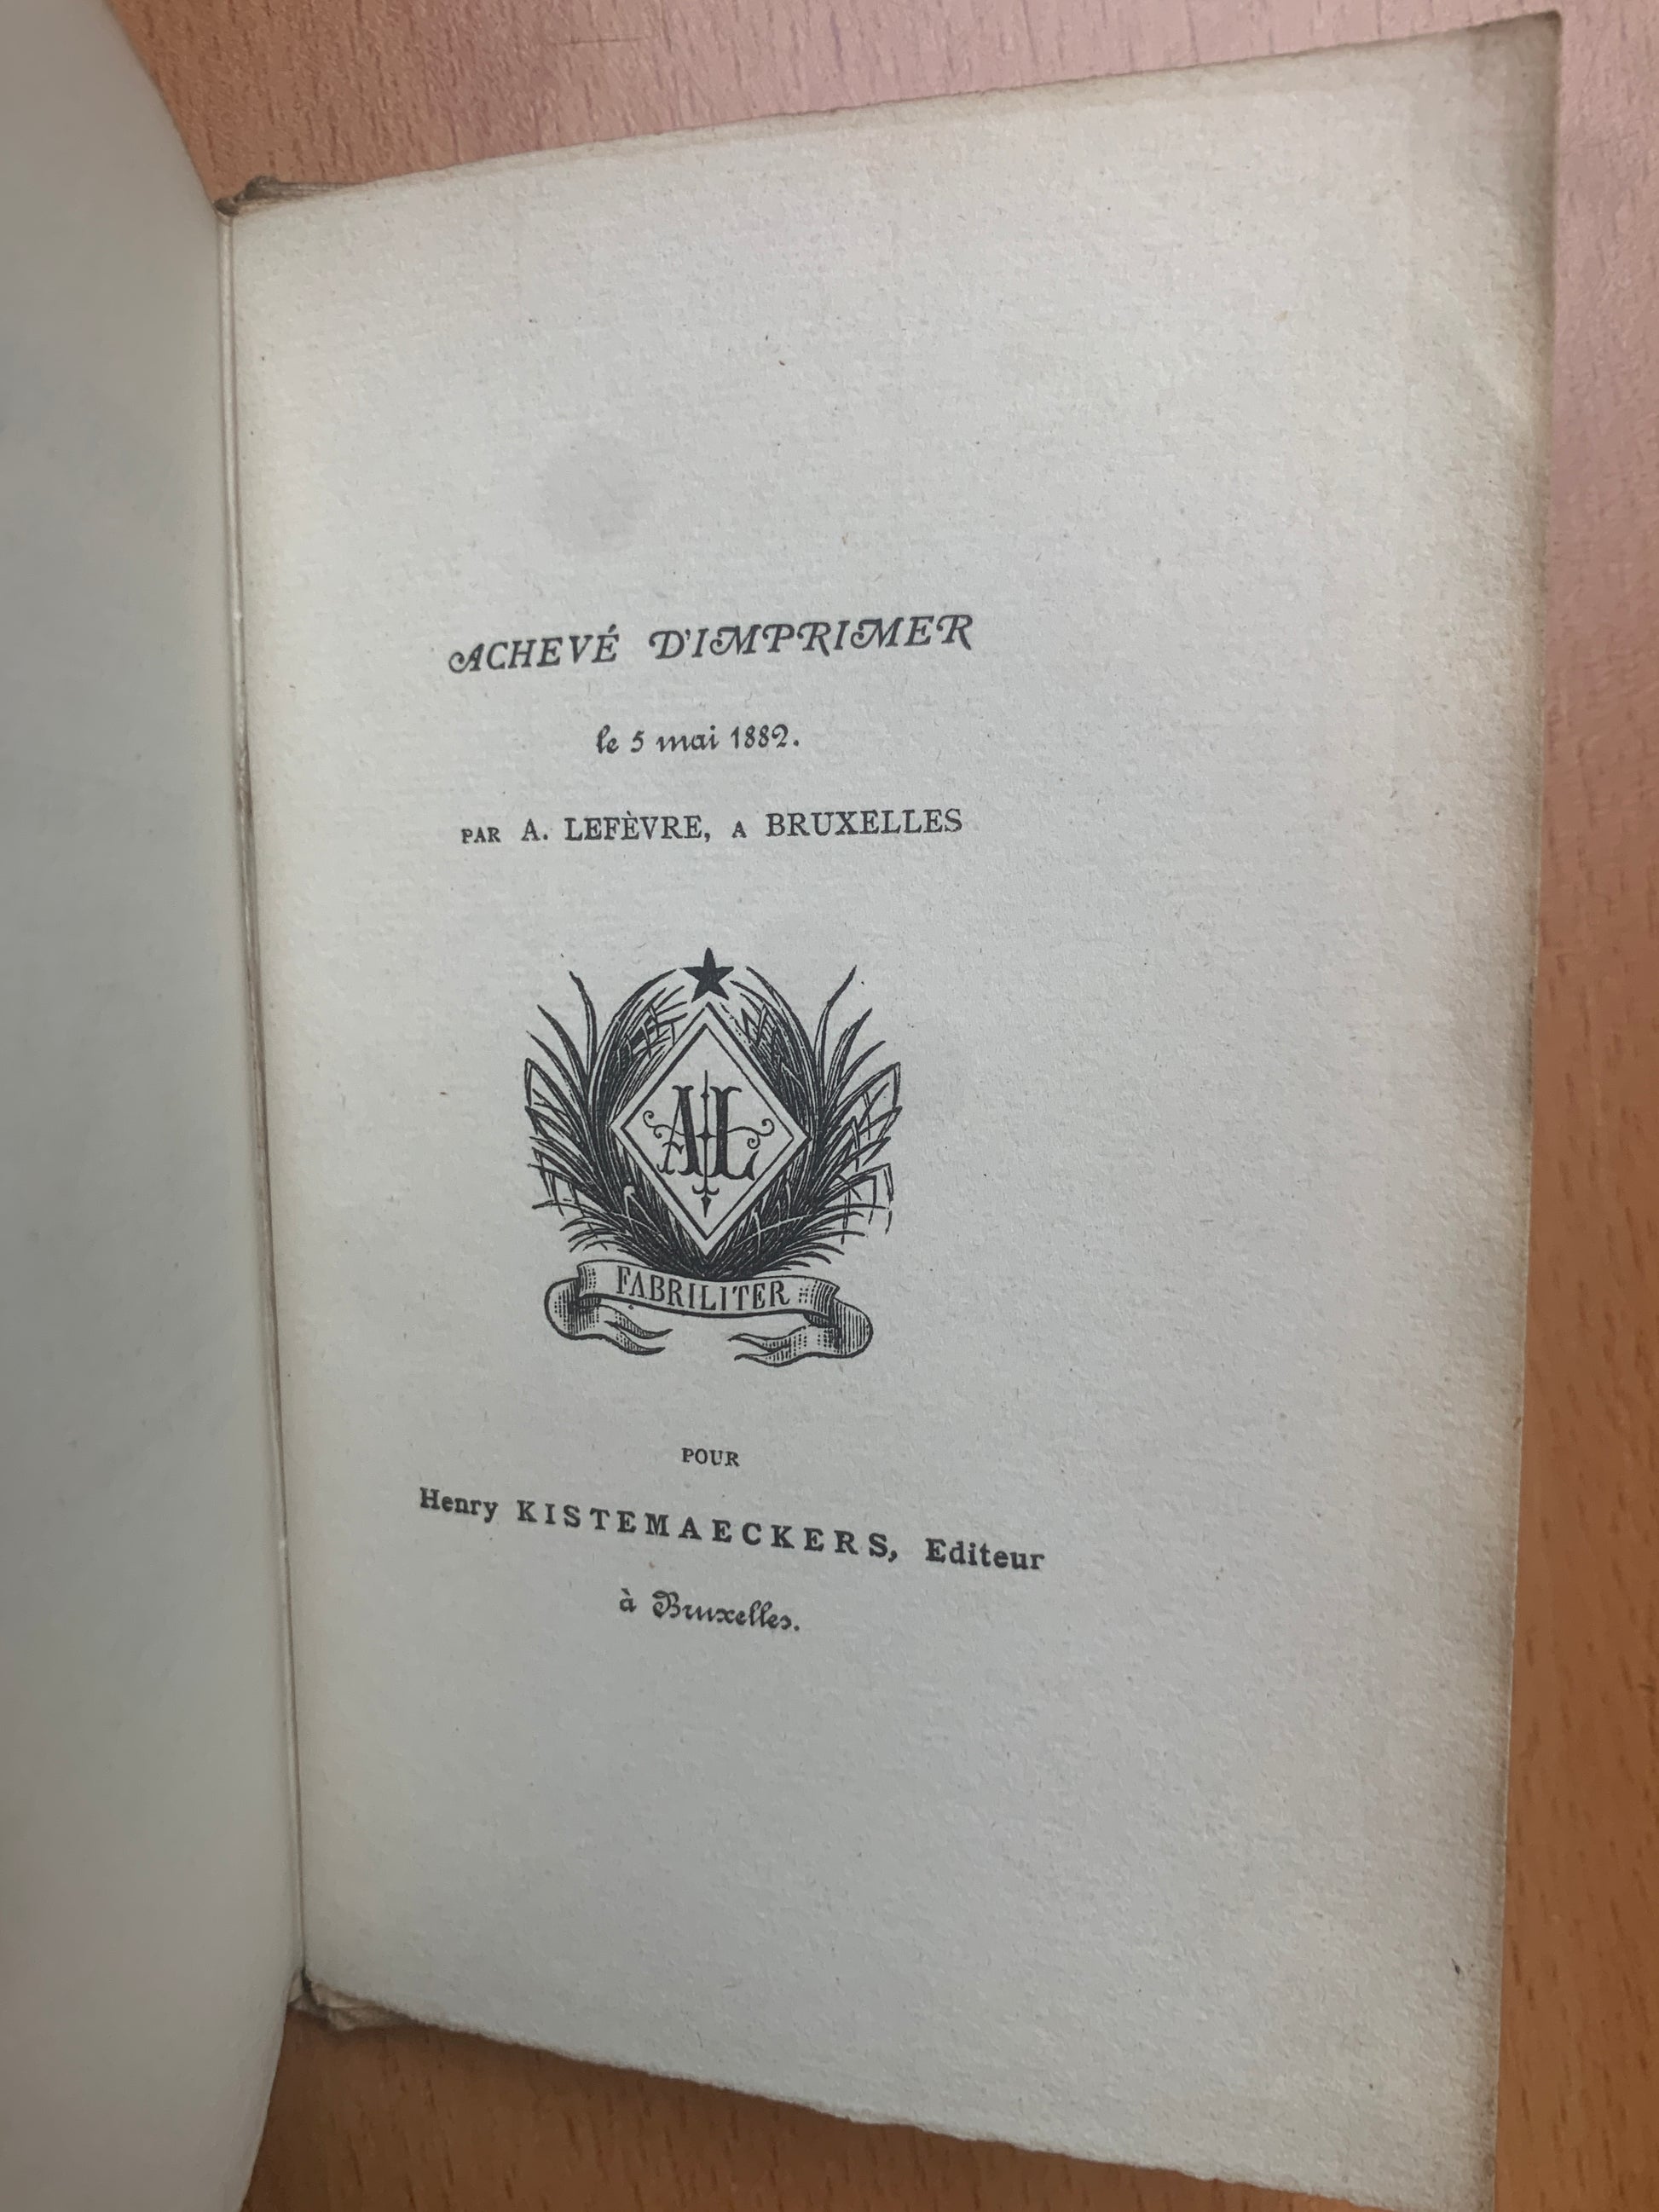 ACHEVÉ D'IMPRIMER
le 5 mai 1882.
PAR A. LEFÈVRE, A BRUXELLES
AL
FABRILITER
POUR
Henry KISTEMAECKERS, Editeur
à Bruxelles.